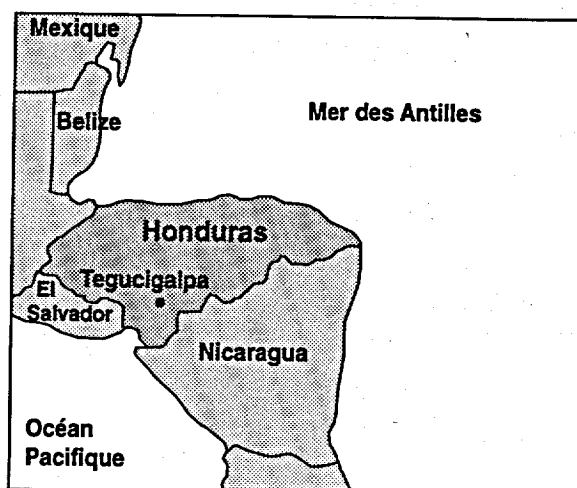 Mexique
Belize
Mer des Antilles
Honduras
Tegucigalpa
El
Salvador
Nicaragua
Océan
Pacifique